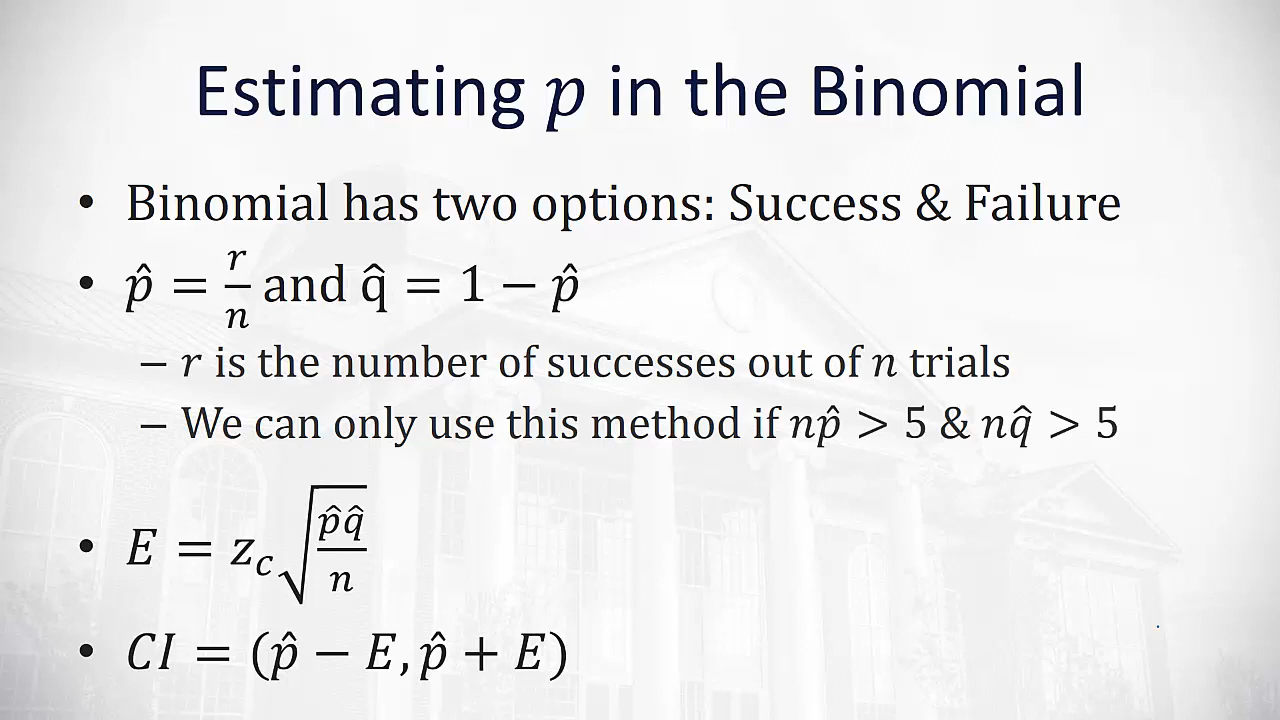 Estimating p in the Binomial
• Binomial has two options: Success & Failure
• p̂ = r/n and q̂ = 1 − p̂
– r is the number of successes out of n trials
– We can only use this method if np̂ > 5 & nq̂ > 5
• E = z_c √(p̂q̂/n)
• CI = (p̂ − E, p̂ + E)